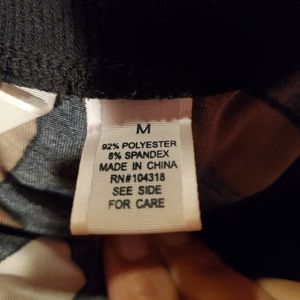 M
92% POLYESTER
8% SPANDEX
MADE IN CHINA
RN#104318
SEE SIDE
FOR CARE